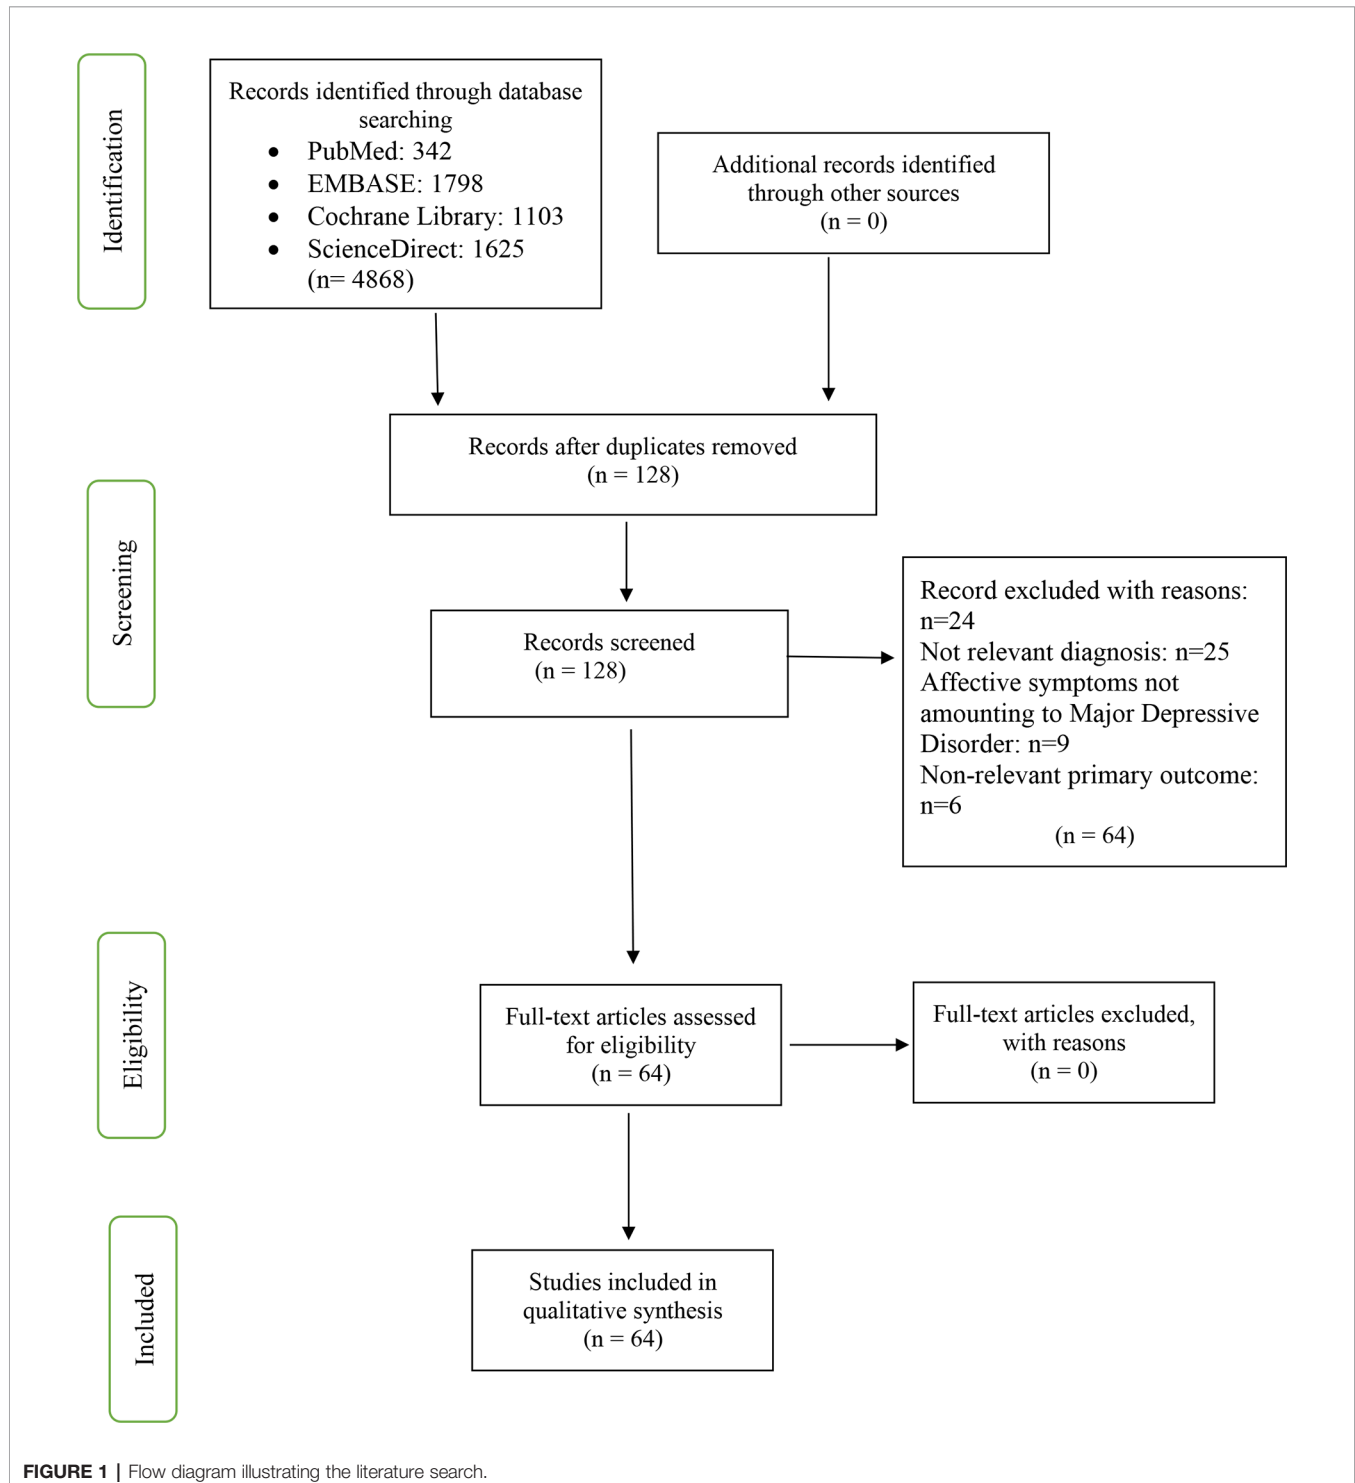 Identification
Records identified through database
searching
• PubMed: 342
• EMBASE: 1798
• Cochrane Library: 1103
• ScienceDirect: 1625
(n= 4868)
Additional records identified
through other sources
(n = 0)
Records after duplicates removed
(n = 128)
Screening
Records screened
(n = 128)
Record excluded with reasons:
n=24
Not relevant diagnosis: n=25
Affective symptoms not
amounting to Major Depressive
Disorder: n=9
Non-relevant primary outcome:
n=6
(n = 64)
Eligibility
Full-text articles assessed
for eligibility
(n = 64)
Full-text articles excluded,
with reasons
(n = 0)
Included
Studies included in
qualitative synthesis
(n = 64)
FIGURE 1 | Flow diagram illustrating the literature search.